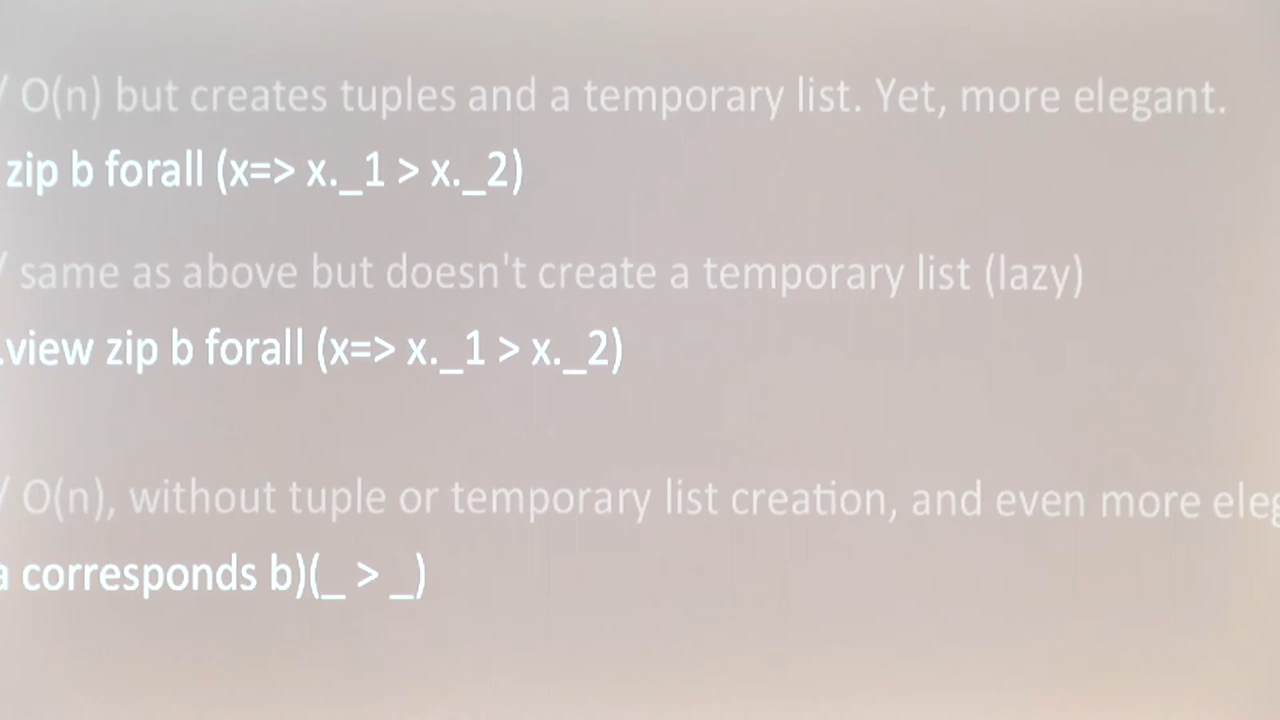 / O(n) but creates tuples and a temporary list. Yet, more elegant.
zip b forall (x=> x._1 > x._2)
/ same as above but doesn't create a temporary list (lazy)
.view zip b forall (x=> x._1 > x._2)
/ O(n), without tuple or temporary list creation, and even more
a corresponds b)(_ > _)